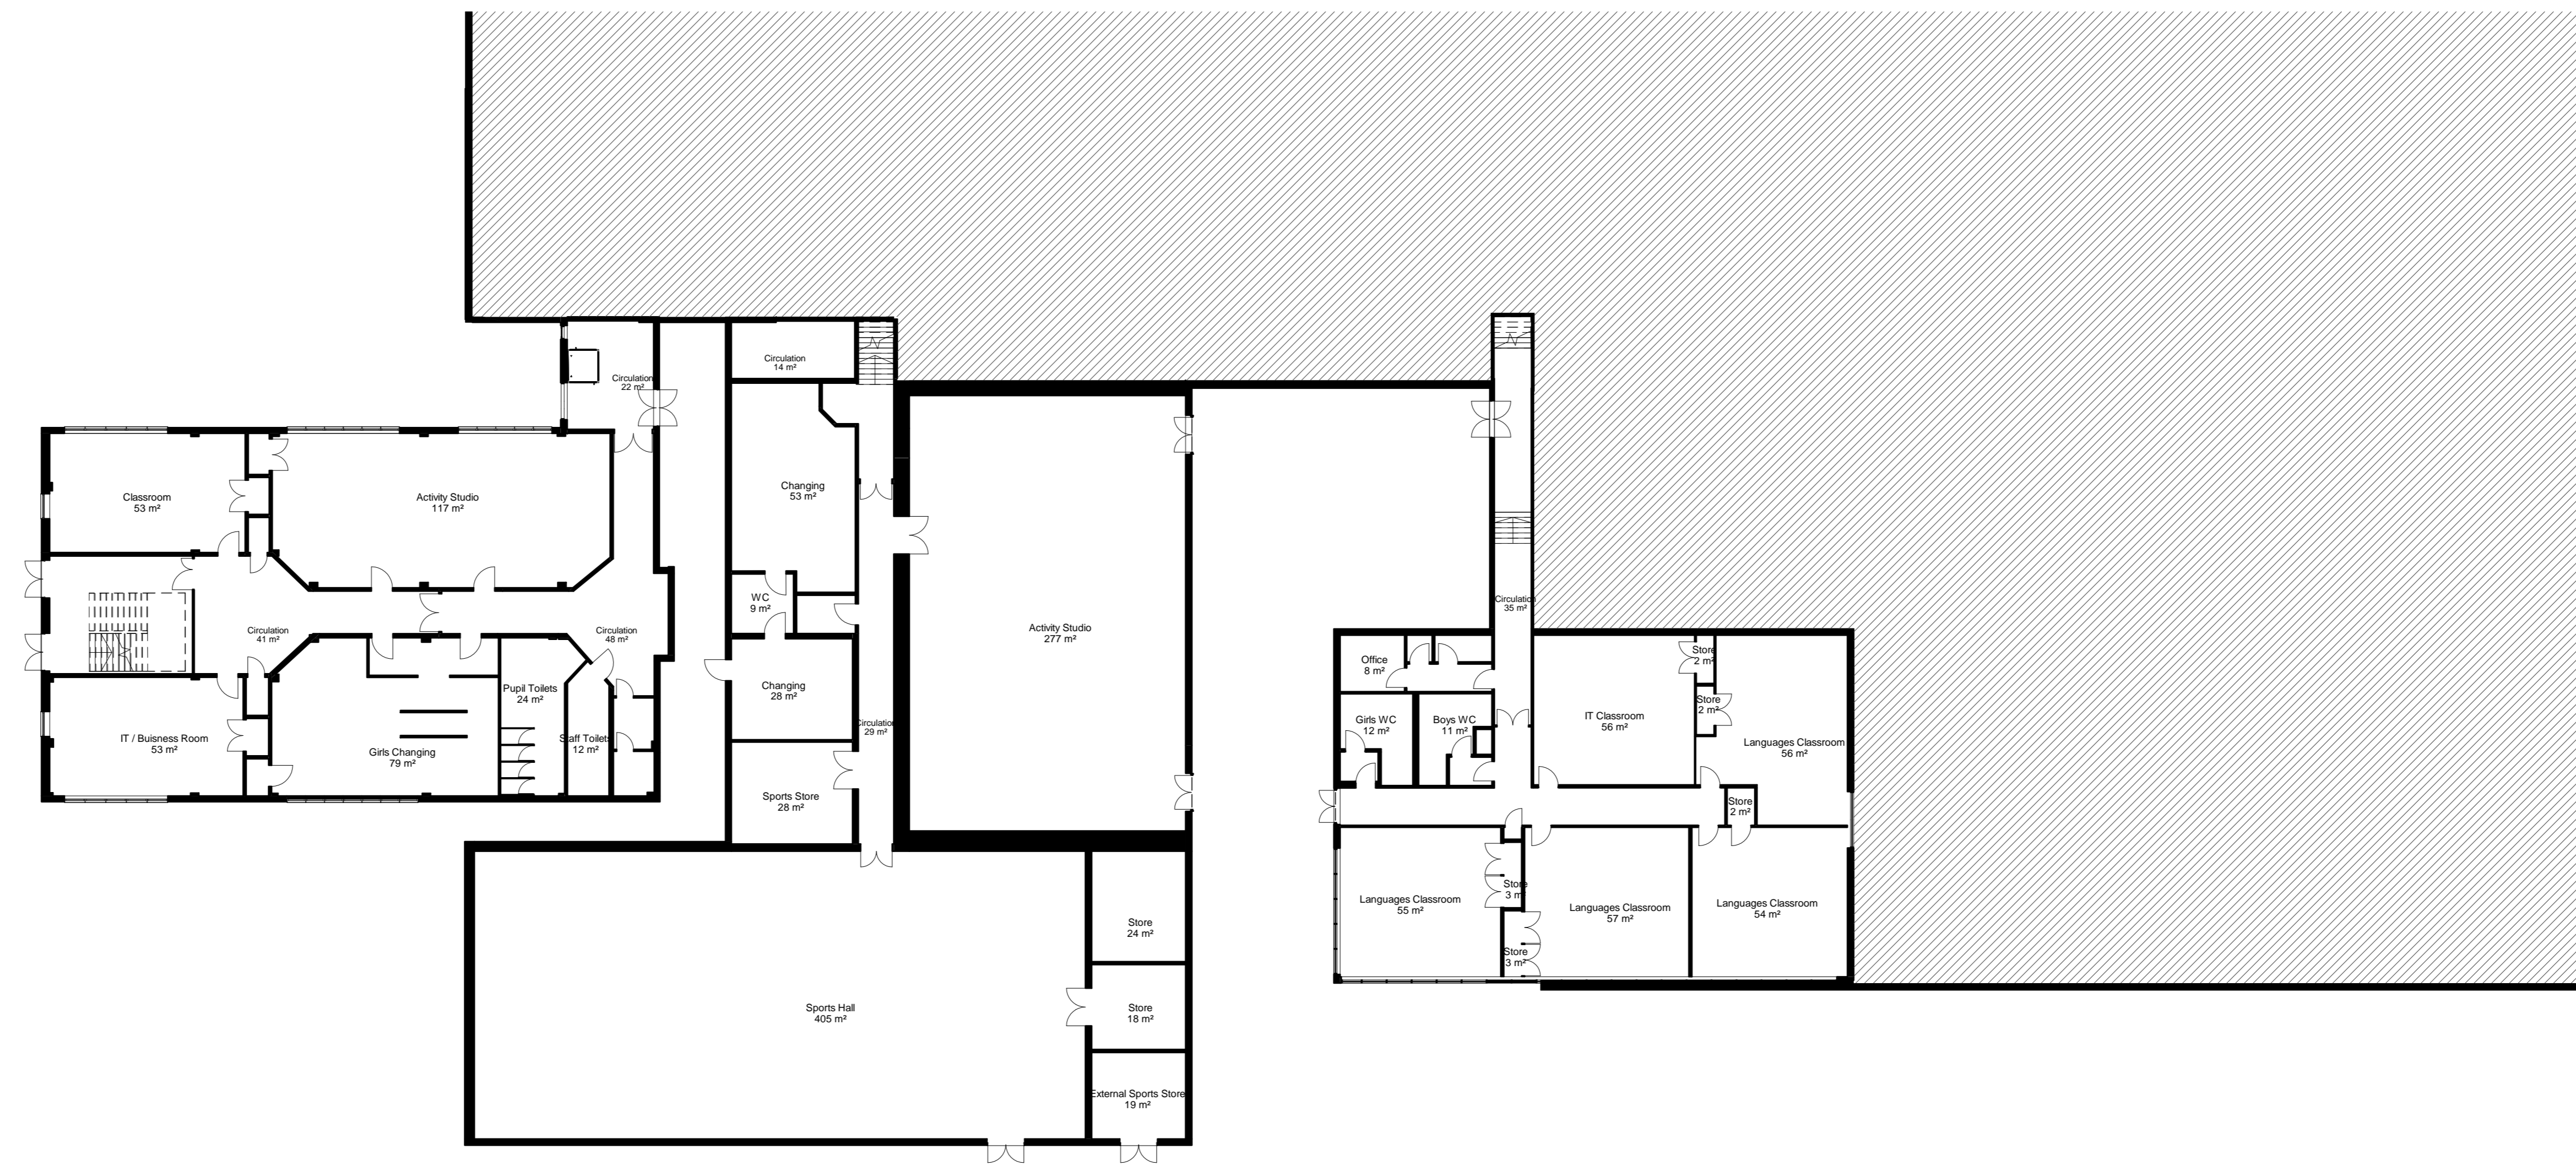 Circulation
14 m²
Circulation
22 m²
Classroom
53 m²
Activity Studio
117 m²
Changing
53 m²
WC
9 m²
Circulation
41 m²
Circulation
48 m²
Activity Studio
277 m²
Circulation
35 m²
Pupil Toilets
24 m²
Changing
28 m²
IT / Buisness Room
53 m²
Girls Changing
79 m²
Staff Toilets
12 m²
Circulation
29 m²
Sports Store
28 m²
Office
8 m²
Girls WC
12 m²
Boys WC
11 m²
IT Classroom
56 m²
Store
2 m²
Store
2 m²
Languages Classroom
56 m²
Store
2 m²
Languages Classroom
55 m²
Store
3 m²
Languages Classroom
57 m²
Languages Classroom
54 m²
Store
3 m²
Store
24 m²
Sports Hall
405 m²
Store
18 m²
External Sports Store
19 m²